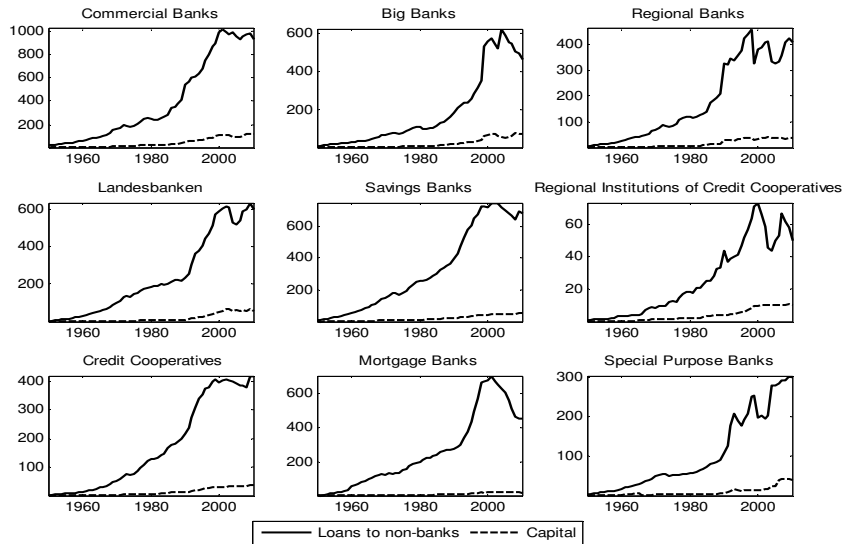 Commercial Banks
1000
800
600
400
200
1960 1980 2000
Big Banks
600
400
200
1960 1980 2000
Regional Banks
400
300
200
100
1960 1980 2000
Landesbanken
600
400
200
1960 1980 2000
Savings Banks
600
400
200
1960 1980 2000
Regional Institutions of Credit Cooperatives
60
40
20
1960 1980 2000
Credit Cooperatives
400
300
200
100
1960 1980 2000
Mortgage Banks
600
400
200
1960 1980 2000
Special Purpose Banks
300
200
100
1960 1980 2000
Loans to non-banks Capital